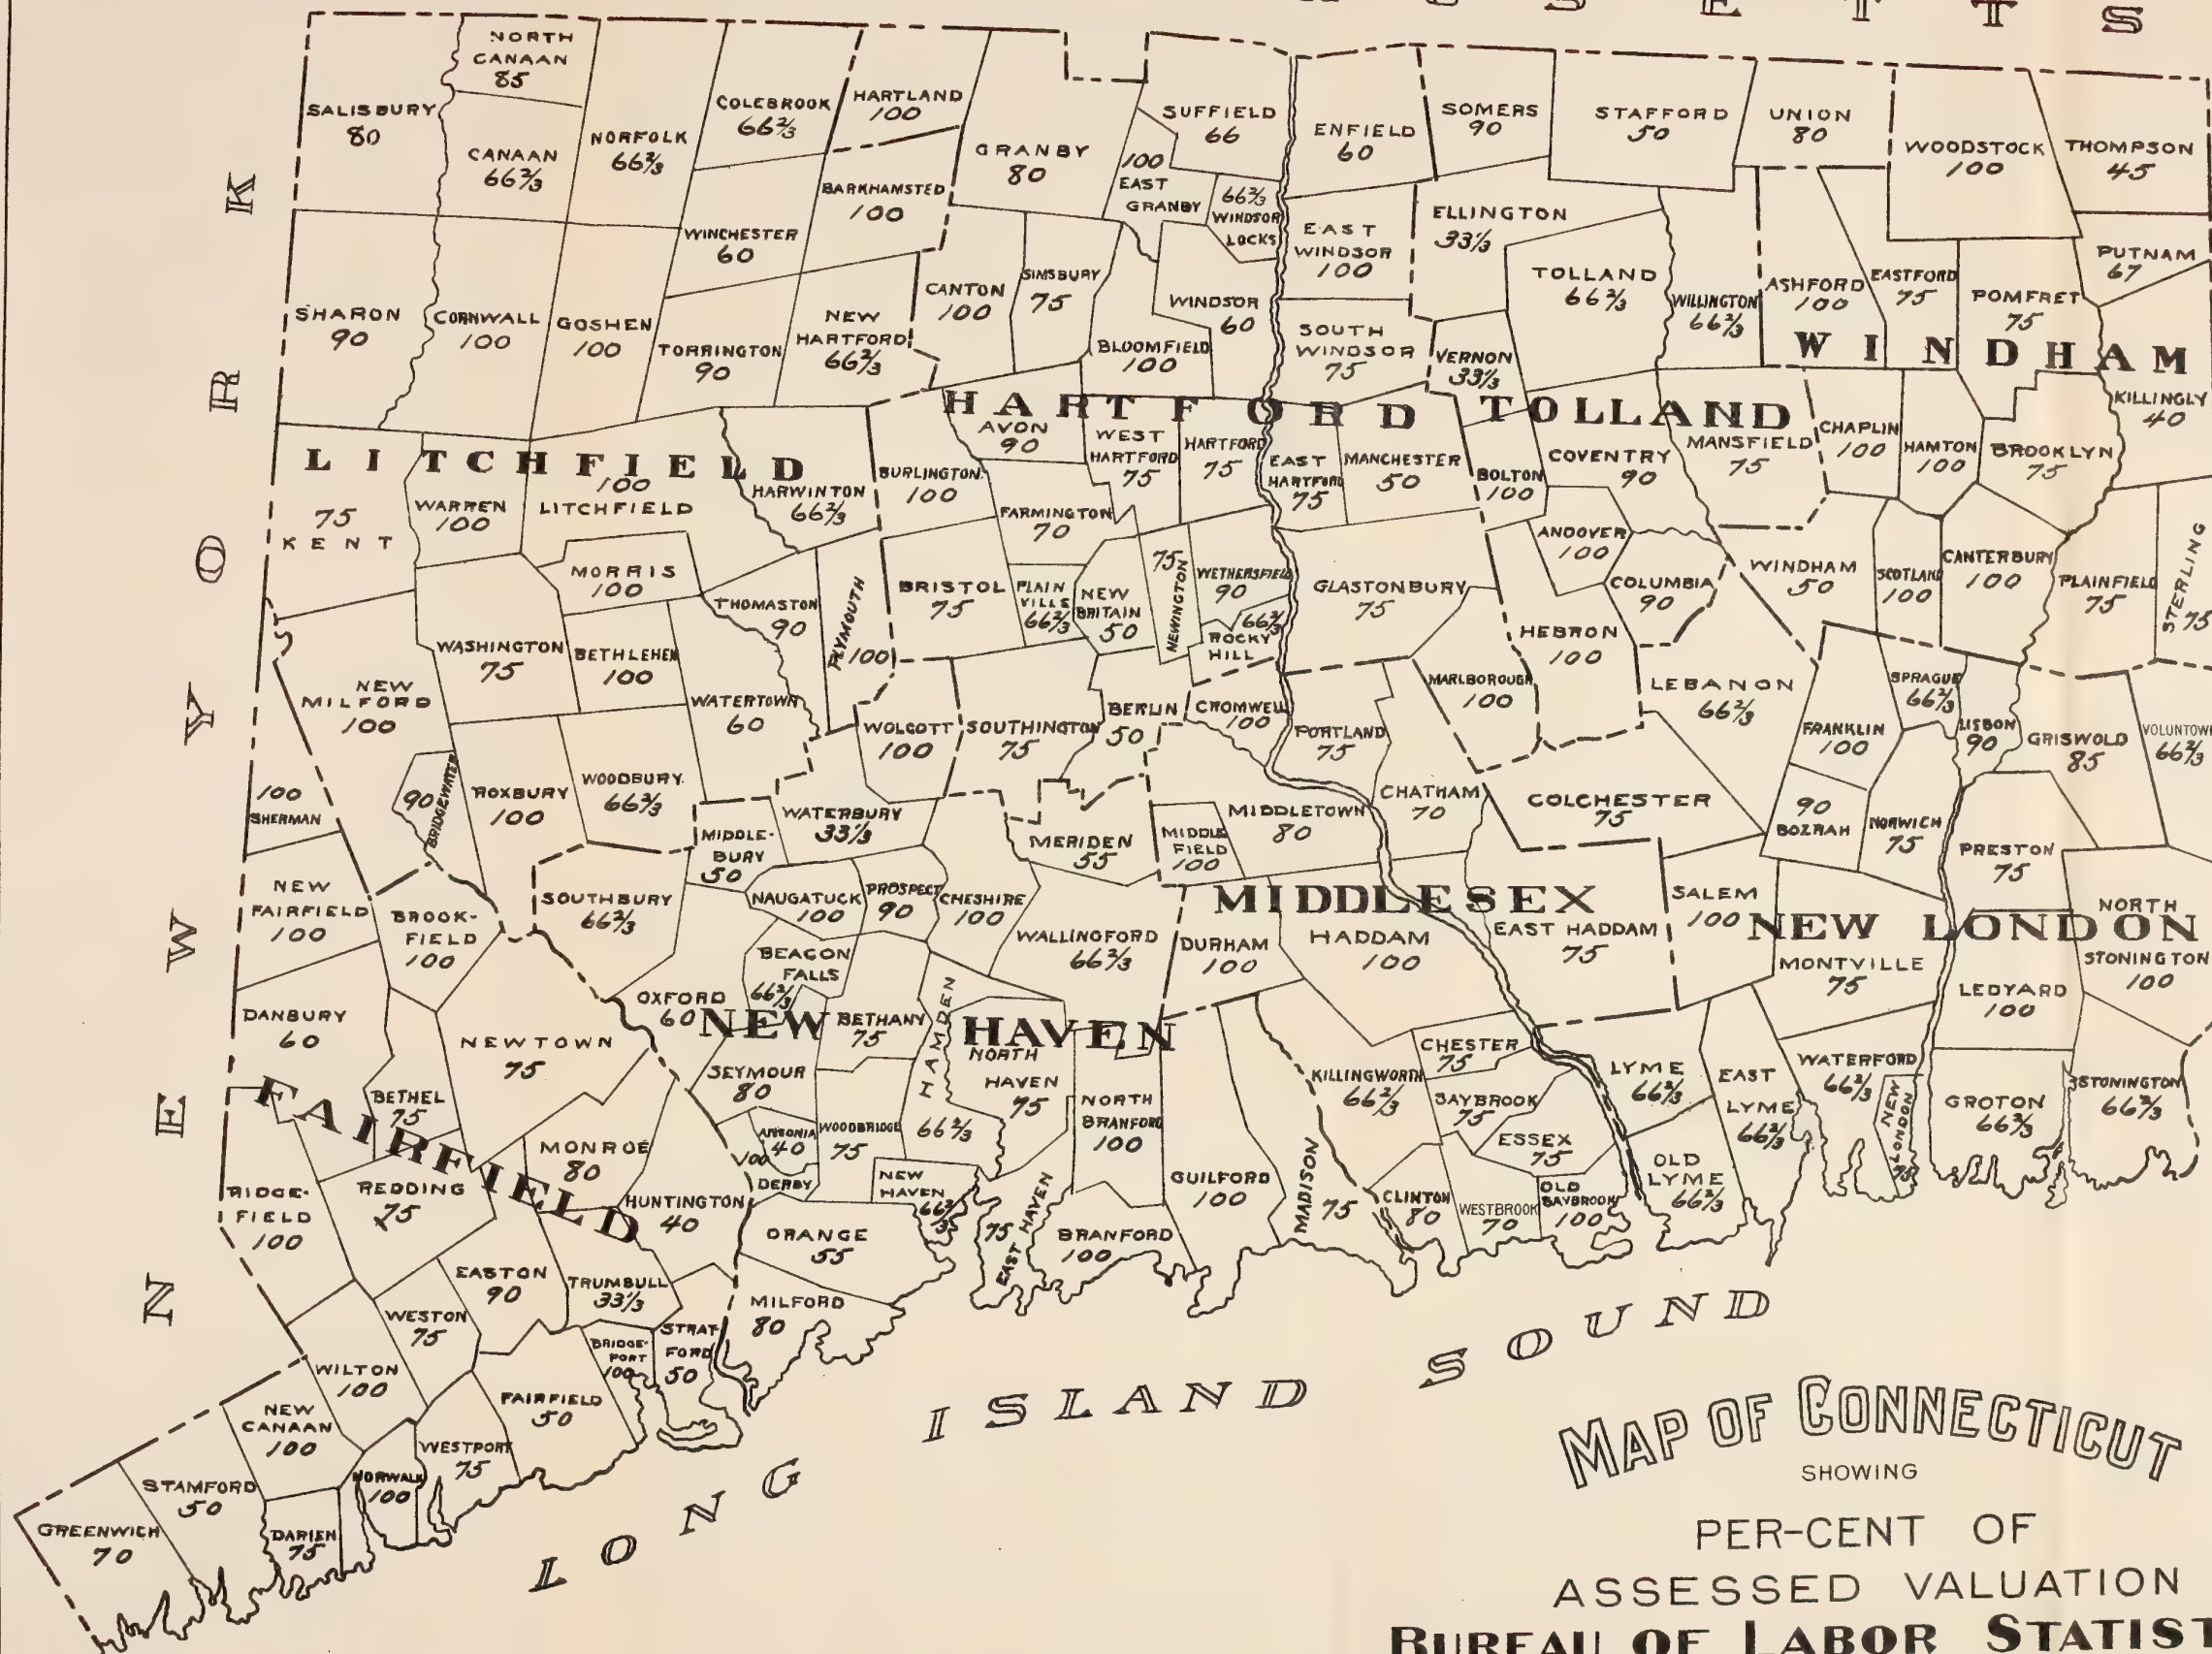 USETTS
NORTH
CANAAN
85
SALISBURY
80
CANAAN
66⅔
NORFOLK
66⅔
COLEBROOK
66⅔
HARTLAND
100
BARKHAMSTED
100
GRANBY
80
SUFFIELD
66
100
EAST
GRANBY
66⅔
WINDSOR
LOCKS
ENFIELD
60
SOMERS
90
STAFFORD
50
UNION
80
WOODSTOCK
100
THOMPSON
45
SHARON
90
CORNWALL
100
GOSHEN
100
WINCHESTER
60
TORRINGTON
90
NEW
HARTFORD
66⅔
CANTON
100
SIMSBURY
75
BLOOMFIELD
100
WINDSOR
60
EAST
WINDSOR
100
SOUTH
WINDSOR
75
ELLINGTON
33⅓
VERNON
33⅓
TOLLAND
66⅔
WILLINGTON
66⅔
ASHFORD
100
EASTFORD
75
POMFRET
75
PUTNAM
67
WINDHAM
KILLINGLY
40
LITCHFIELD
HARTFORD
TOLLAND
75
KENT
WARREN
100
100
LITCHFIELD
HARWINTON
66⅔
BURLINGTON
100
AVON
90
WEST
HARTFORD
75
HARTFORD
75
EAST
HARTFORD
75
MANCHESTER
50
BOLTON
100
COVENTRY
90
MANSFIELD
75
CHAPLIN
100
HAMTON
100
BROOKLYN
75
MORRIS
100
THOMASTON
90
PLYMOUTH
100
BRISTOL
75
FARMINGTON
70
PLAIN
VILLE
66⅔
NEW
BRITAIN
50
75
NEWINGTON
WETHERSFIELD
90
66⅔
ROCKY
HILL
GLASTONBURY
75
ANDOVER
100
COLUMBIA
90
HEBRON
100
WINDHAM
50
SCOTLAND
100
CANTERBURY
100
PLAINFIELD
75
STERLING
75
NEW
MILFORD
100
WASHINGTON
75
BETHLEHEM
100
WATERTOWN
60
WOLCOTT
100
SOUTHINGTON
75
BERLIN
50
CROMWELL
100
PORTLAND
75
MARLBOROUGH
100
LEBANON
66⅔
FRANKLIN
100
SPRAGUE
66⅔
LISBON
90
GRISWOLD
85
VOLUNTOWN
66⅔
100
SHERMAN
90
BRIDGEWATER
ROXBURY
100
WOODBURY
66⅔
MIDDLE-
BURY
50
WATERBURY
33⅓
MERIDEN
55
MIDDLE
FIELD
100
MIDDLETOWN
80
CHATHAM
70
COLCHESTER
75
90
BOZRAH
NORWICH
75
PRESTON
75
NEW
FAIRFIELD
100
BROOK-
FIELD
100
SOUTHBURY
66⅔
NAUGATUCK
100
PROSPECT
90
CHESHIRE
100
WALLINGFORD
66⅔
MIDDLESEX
DURHAM
100
HADDAM
100
EAST HADDAM
75
SALEM
100
NEW LONDON
MONTVILLE
75
LEDYARD
100
NORTH
STONINGTON
100
DANBURY
60
NEWTOWN
75
OXFORD
60
BEACON
FALLS
66⅔
NEW HAVEN
BETHANY
75
HAMDEN
66⅔
NORTH
HAVEN
75
FAIRFIELD
BETHEL
75
MONROE
80
SEYMOUR
80
ANSONIA
40
100
DERBY
WOODBRIDGE
75
NORTH
BRANFORD
100
GUILFORD
100
MADISON
75
KILLINGWORTH
66⅔
CHESTER
75
SAYBROOK
75
ESSEX
75
LYME
66⅔
EAST
LYME
66⅔
WATERFORD
66⅔
NEW
LONDON
75
GROTON
66⅔
STONINGTON
66⅔
RIDGE-
FIELD
100
REDDING
75
HUNTINGTON
40
ORANGE
55
NEW
HAVEN
66⅔
75
EAST HAVEN
BRANFORD
100
CLINTON
80
WESTBROOK
70
OLD
SAYBROOK
100
OLD
LYME
66⅔
WESTON
75
EASTON
90
TRUMBULL
33⅓
MILFORD
80
WILTON
100
FAIRFIELD
50
BRIDGE-
PORT
100
STRAT
FORD
50
NEW
CANAAN
100
WESTPORT
75
NORWALK
100
STAMFORD
50
DARIEN
75
GREENWICH
70
NEW YORK
LONG ISLAND SOUND
MAP OF CONNECTICUT
SHOWING
PER-CENT OF
ASSESSED VALUATION
BUREAU OF LABOR STATIST